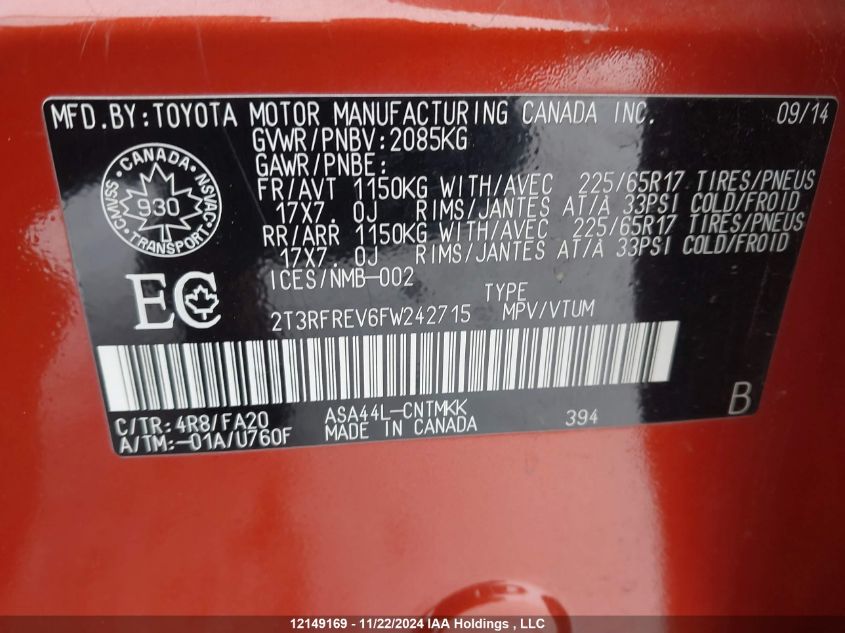 MFD.BY:TOYOTA MOTOR MANUFACTURING CANADA INC. 09/14
GVWR/PNBV:2085KG
GAWR/PNBE:
FR/AVT 1150KG WITH/AVEC 225/65R17 TIRES/PNEUS
17X7.0J RIMS/JANTES AT/À 33PSI COLD/FROID
RR/ARR 1150KG WITH/AVEC 225/65R17 TIRES/PNEUS
17X7.0J RIMS/JANTES AT/À 33PSI COLD/FROID
CANADA
CMVSS NSVAC
930
TRANSPORT
ICES/NMB-002
EC
TYPE
2T3RFREV6FW242715 MPV/VTUM
C/TR:4R8/FA20 ASA44L-CNTMKK 394 B
A/TM:-01A/U760F MADE IN CANADA
12149169 - 11/22/2024 IAA Holdings , LLC